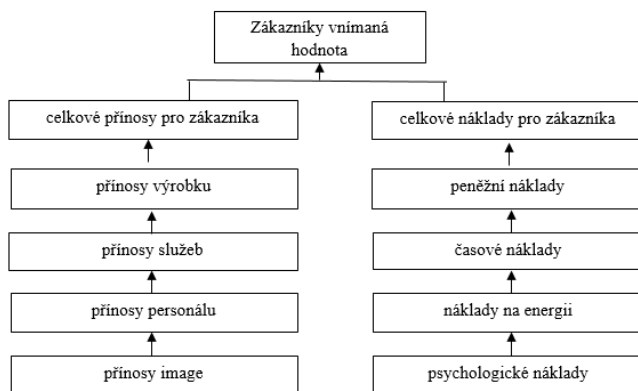 Zákazníky vnímaná
hodnota
celkové přínosy pro zákazníka
celkové náklady pro zákazníka
přínosy výrobku
peněžní náklady
přínosy služeb
časové náklady
přínosy personálu
náklady na energii
přínosy image
psychologické náklady